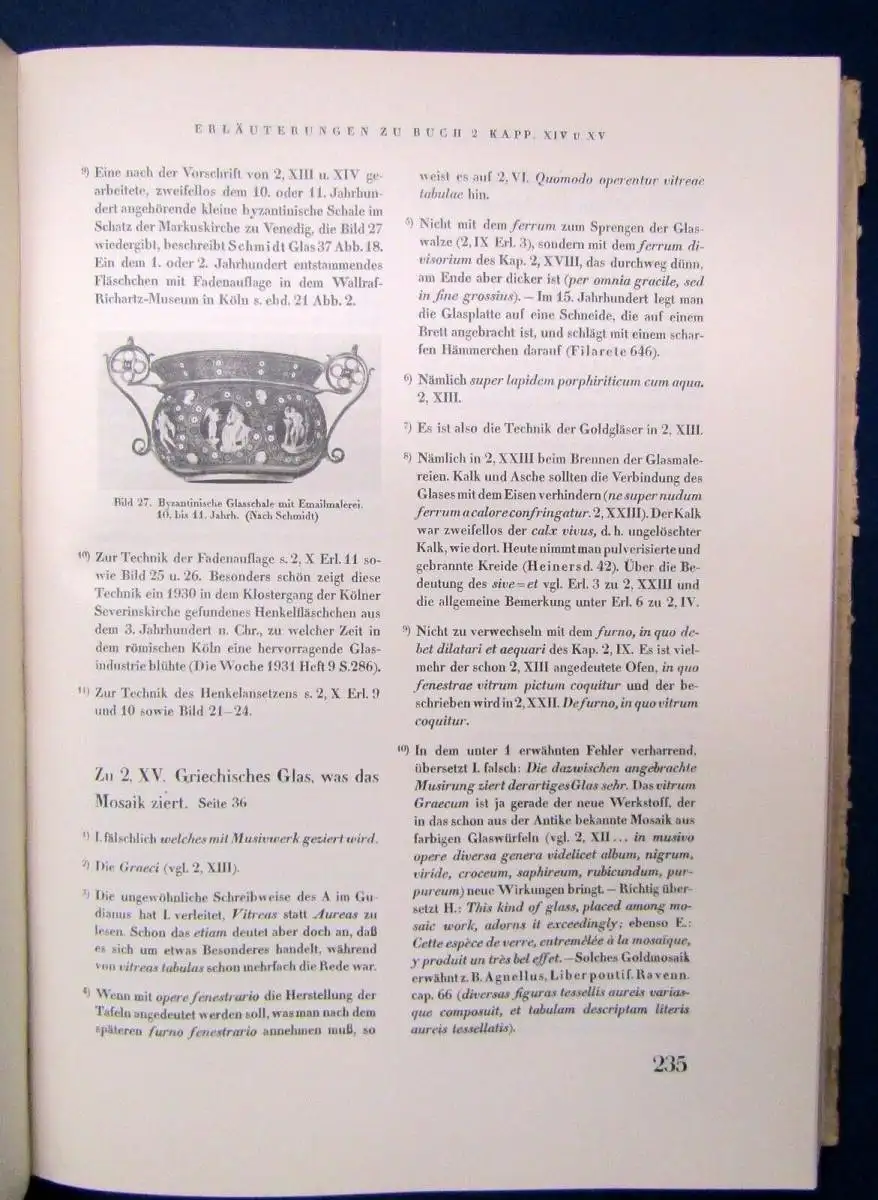 ERLÄUTERUNGEN ZU BUCH 2 KAPP. XIV U XV
⁹) Eine nach der Vorschrift von 2, XIII u. XIV ge-
arbeitete, zweifellos dem 10. oder 11. Jahrhun-
dert angehörende kleine byzantinische Schale im
Schatz der Markuskirche zu Venedig, die Bild 27
wiedergibt, beschreibt Schmidt Glas 37 Abb. 18.
Ein dem 1. oder 2. Jahrhundert entstammendes
Fläschchen mit Fadenauflage in dem Wallraf-
Richartz-Museum in Köln s. ebd. 21 Abb. 2.
Bild 27. Byzantinische Glasschale mit Emailmalerei.
10. bis 11. Jahrh. (Nach Schmidt)
¹⁰) Zur Technik der Fadenauflage s. 2, X Erl. 11 so-
wie Bild 25 u. 26. Besonders schön zeigt diese
Technik ein 1930 in dem Klostergang der Kölner
Severinskirche gefundenes Henkelfläschchen aus
dem 3. Jahrhundert n. Chr., zu welcher Zeit in
dem römischen Köln eine hervorragende Glas-
industrie blühte (Die Woche 1931 Heft 9 S. 286).
¹¹) Zur Technik des Henkelansetzens s. 2, X Erl. 9
und 10 sowie Bild 21—24.
Zu 2, XV. Griechisches Glas, was das
Mosaik ziert. Seite 36
¹) I. fälschlich welches mit Musivwerk geziert wird.
²) Die Graeci (vgl. 2, XIII).
³) Die ungewöhnliche Schreibweise des A im Gu-
dianus hat I. verleitet, Vitreas statt Aureas zu
lesen. Schon das etiam deutet aber doch an, daß
es sich um etwas Besonderes handelt, während
von vitreas tabulas schon mehrfach die Rede war.
⁴) Wenn mit opere fenestrario die Herstellung der
Tafeln angedeutet werden soll, was man nach dem
späteren furno fenestrario annehmen muß, so
weist es auf 2, VI. Quomodo operentur vitreae
tabulae hin.
⁵) Nicht mit dem ferrum zum Sprengen der Glas-
walze (2, IX Erl. 3), sondern mit dem ferrum di-
visorium des Kap. 2, XVIII, das durchweg dünn,
am Ende aber dicker ist (per omnia gracile, sed
in fine grossius). — Im 15. Jahrhundert legt man
die Glasplatte auf eine Schneide, die auf einem
Brett angebracht ist, und schlägt mit einem schar-
fen Hämmerchen darauf (Filarete 646).
⁶) Nämlich super lapidem porphiriticum cum aqua.
2, XIII.
⁷) Es ist also die Technik der Goldgläser in 2, XIII.
⁸) Nämlich in 2, XXIII beim Brennen der Glasmale-
reien. Kalk und Asche sollten die Verbindung des
Glases mit dem Eisen verhindern (ne super nudum
ferrum a calore confringatur. 2, XXIII). Der Kalk
war zweifellos der calx vivus, d. h. ungelöschter
Kalk, wie dort. Heute nimmt man pulverisierte und
gebrannte Kreide (Heinersd. 42). Über die Be-
deutung des sive = et vgl. Erl. 3 zu 2, XXIII und
die allgemeine Bemerkung unter Erl. 6 zu 2, IV.
⁹) Nicht zu verwechseln mit dem furno, in quo de-
bet dilatari et aequari des Kap. 2, IX. Es ist viel-
mehr der schon 2, XIII angedeutete Ofen, in quo
fenestrae vitrum pictum coquitur und der be-
schrieben wird in 2, XXII. De furno, in quo vitrum
coquitur.
¹⁰) In dem unter 1 erwähnten Fehler verharrend,
übersetzt I. falsch: Die dazwischen angebrachte
Musirung ziert derartiges Glas sehr. Das vitrum
Graecum ist ja gerade der neue Werkstoff, der
in das schon aus der Antike bekannte Mosaik aus
farbigen Glaswürfeln (vgl. 2, XII... in musivo
opere diversa genera videlicet album, nigrum,
viride, croceum, saphireum, rubicundum, pur-
pureum) neue Wirkungen bringt. — Richtig über-
setzt H.: This kind of glass, placed among mo-
saic work, adorns it exceedingly; ebenso E.:
Cette espèce de verre, entremêlée à la mosaïque,
y produit un très bel effet. — Solches Goldmosaik
erwähnt z. B. Agnellus, Liber pontif. Ravenn.
cap. 66 (diversas figuras tessellis aureis varias-
que composuit, et tabulam descriptam literis
aureis tessellatis).
235